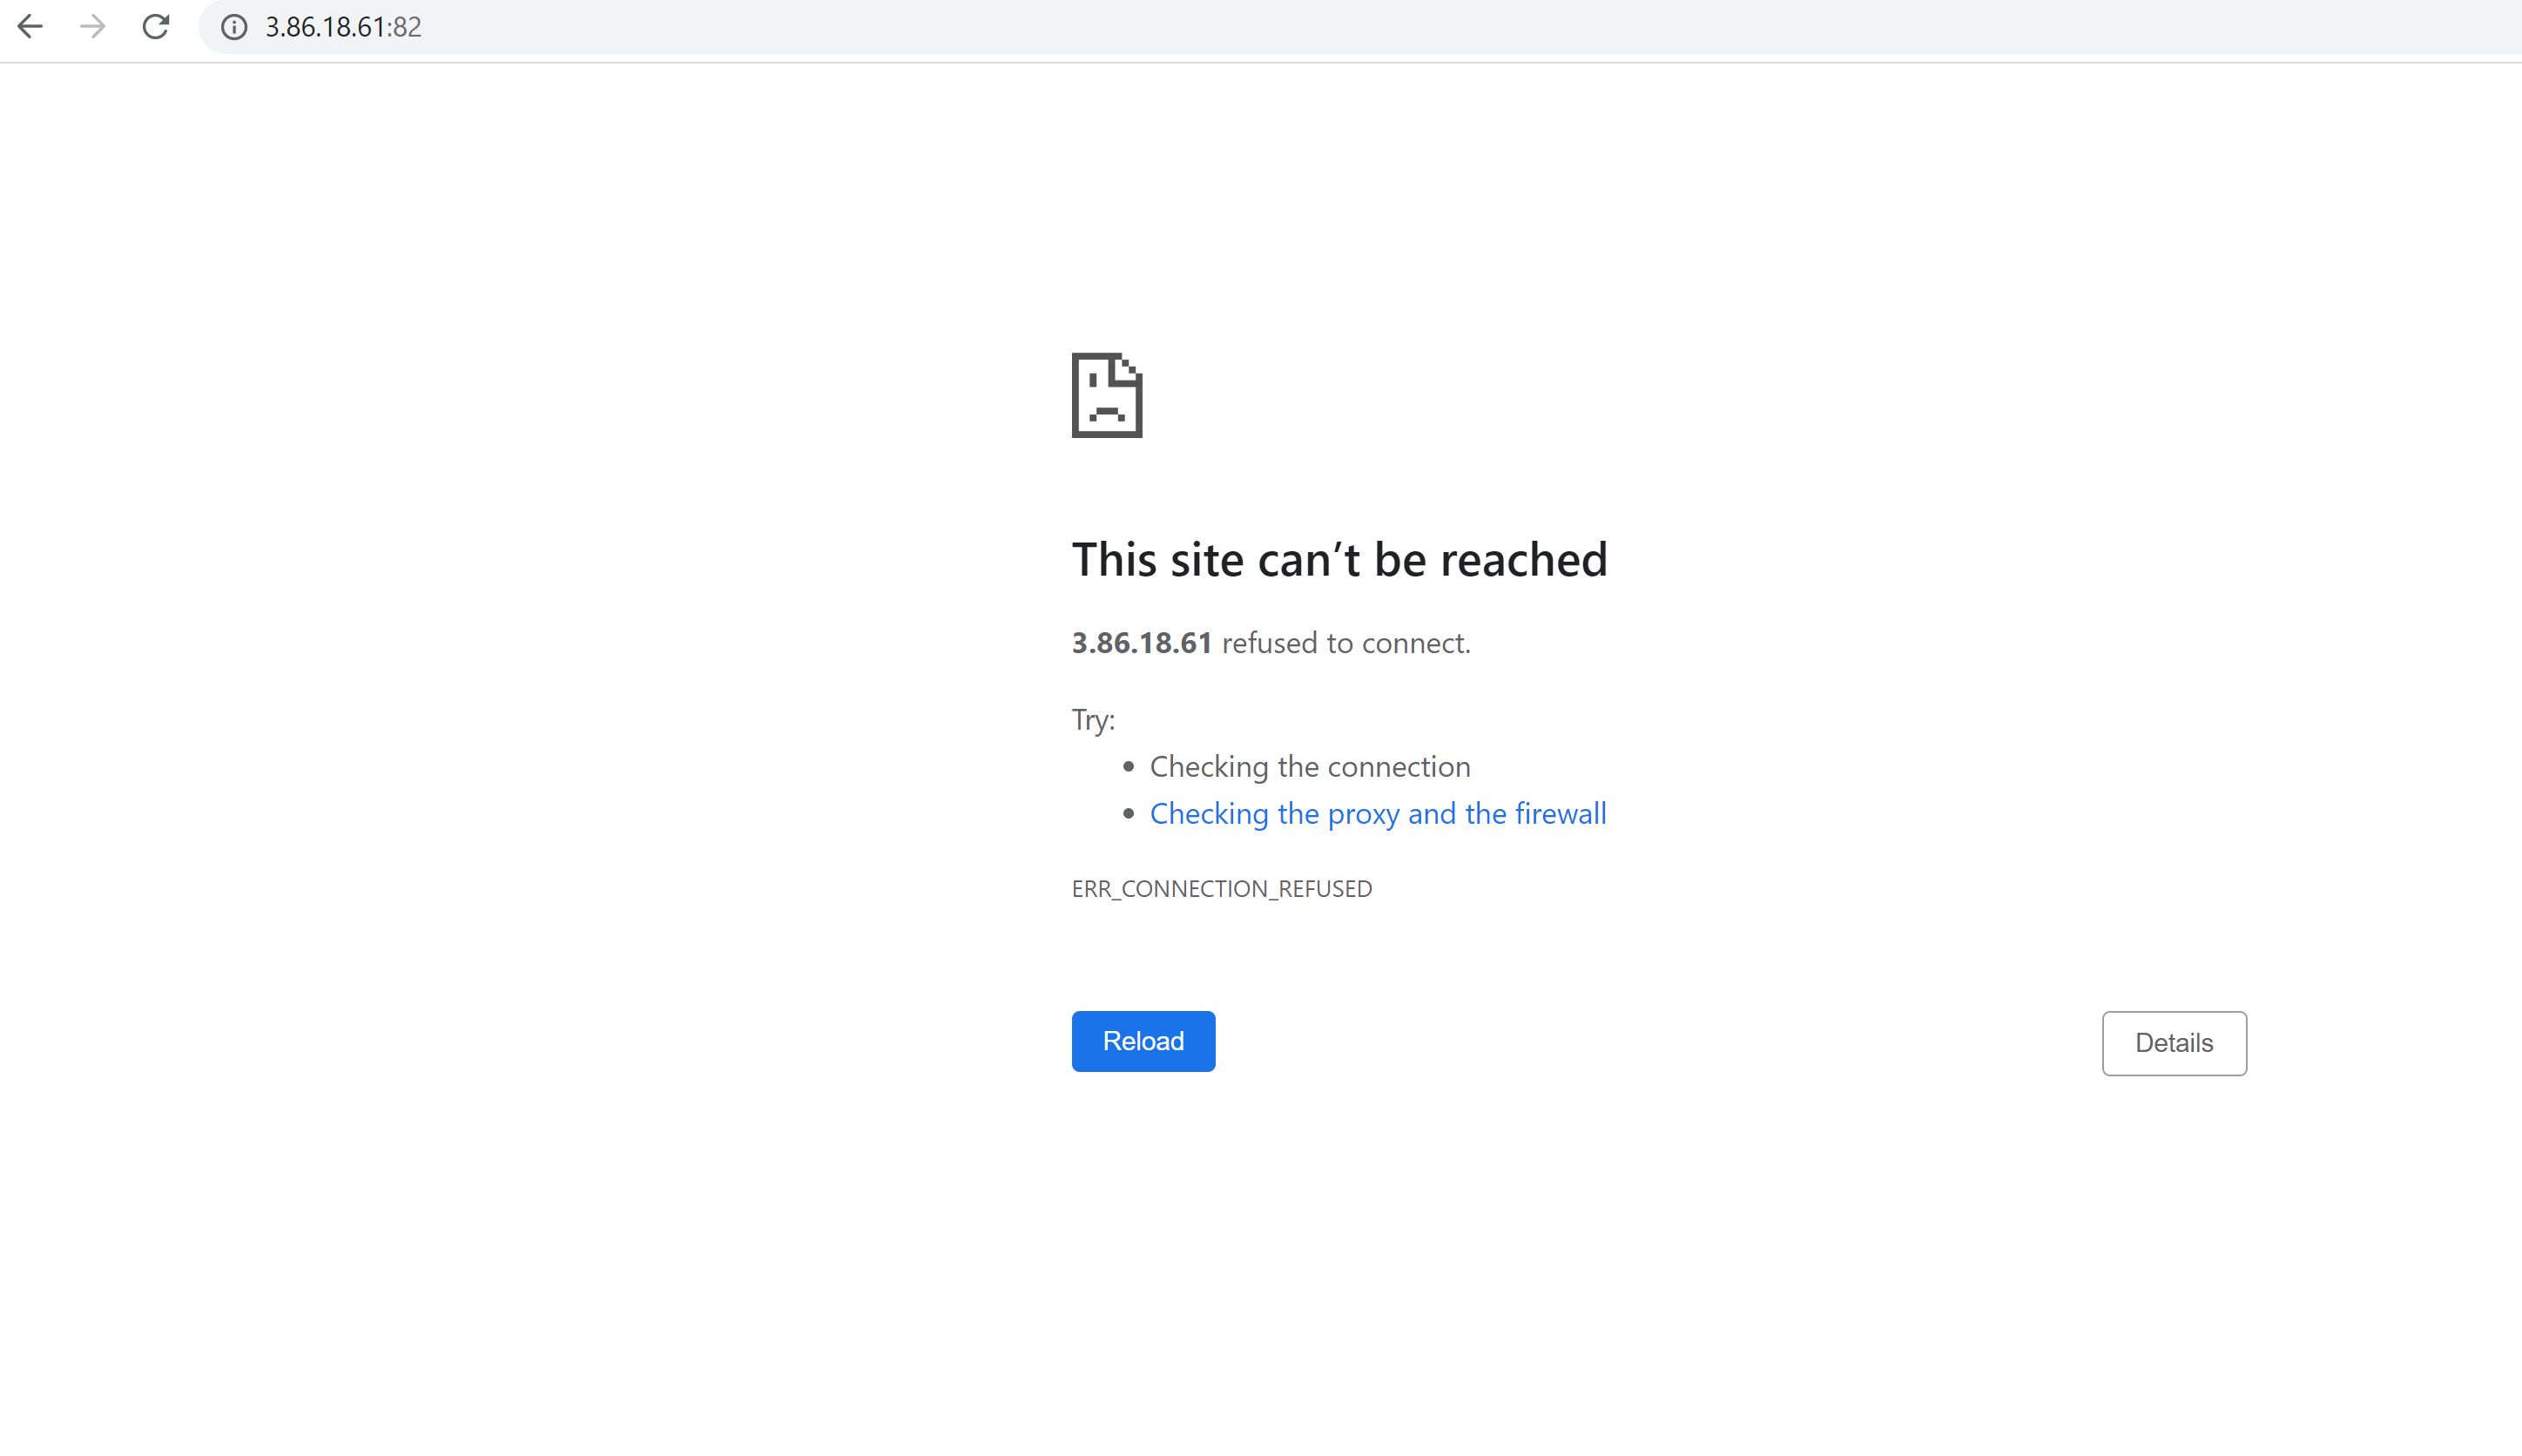 3.86.18.61:82
This site can’t be reached
3.86.18.61 refused to connect.
Try:
• Checking the connection
• Checking the proxy and the firewall
ERR_CONNECTION_REFUSED
Reload
Details